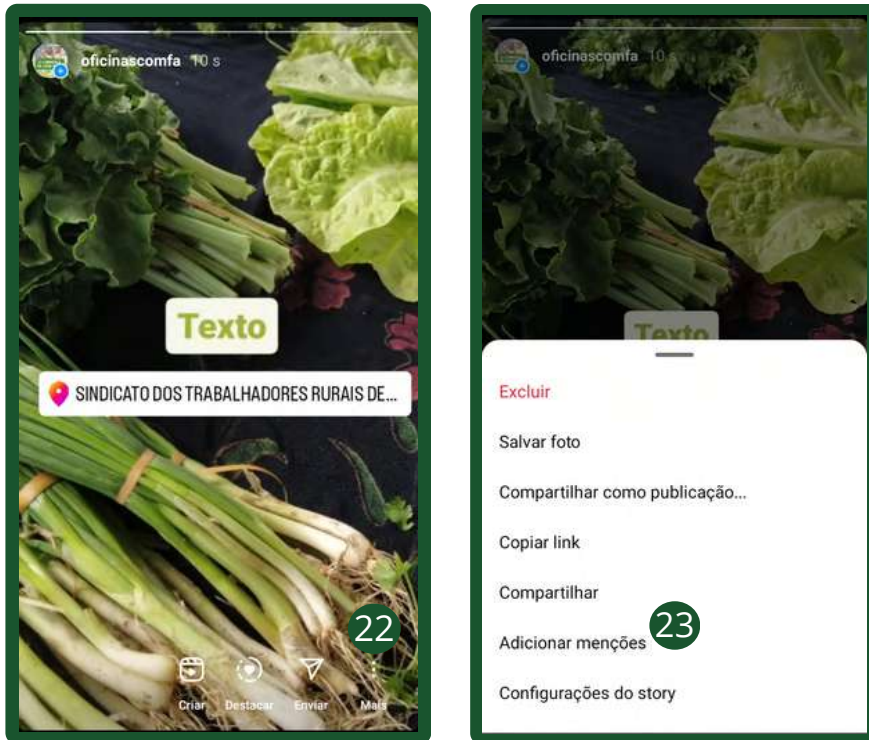 oficinascomfa 10 s
Texto
SINDICATO DOS TRABALHADORES RURAIS DE...
22
Criar Destacar Enviar Mais
oficinascomfa 10 s
Texto
Excluir
Salvar foto
Compartilhar como publicação...
Copiar link
Compartilhar
Adicionar menções 23
Configurações do story